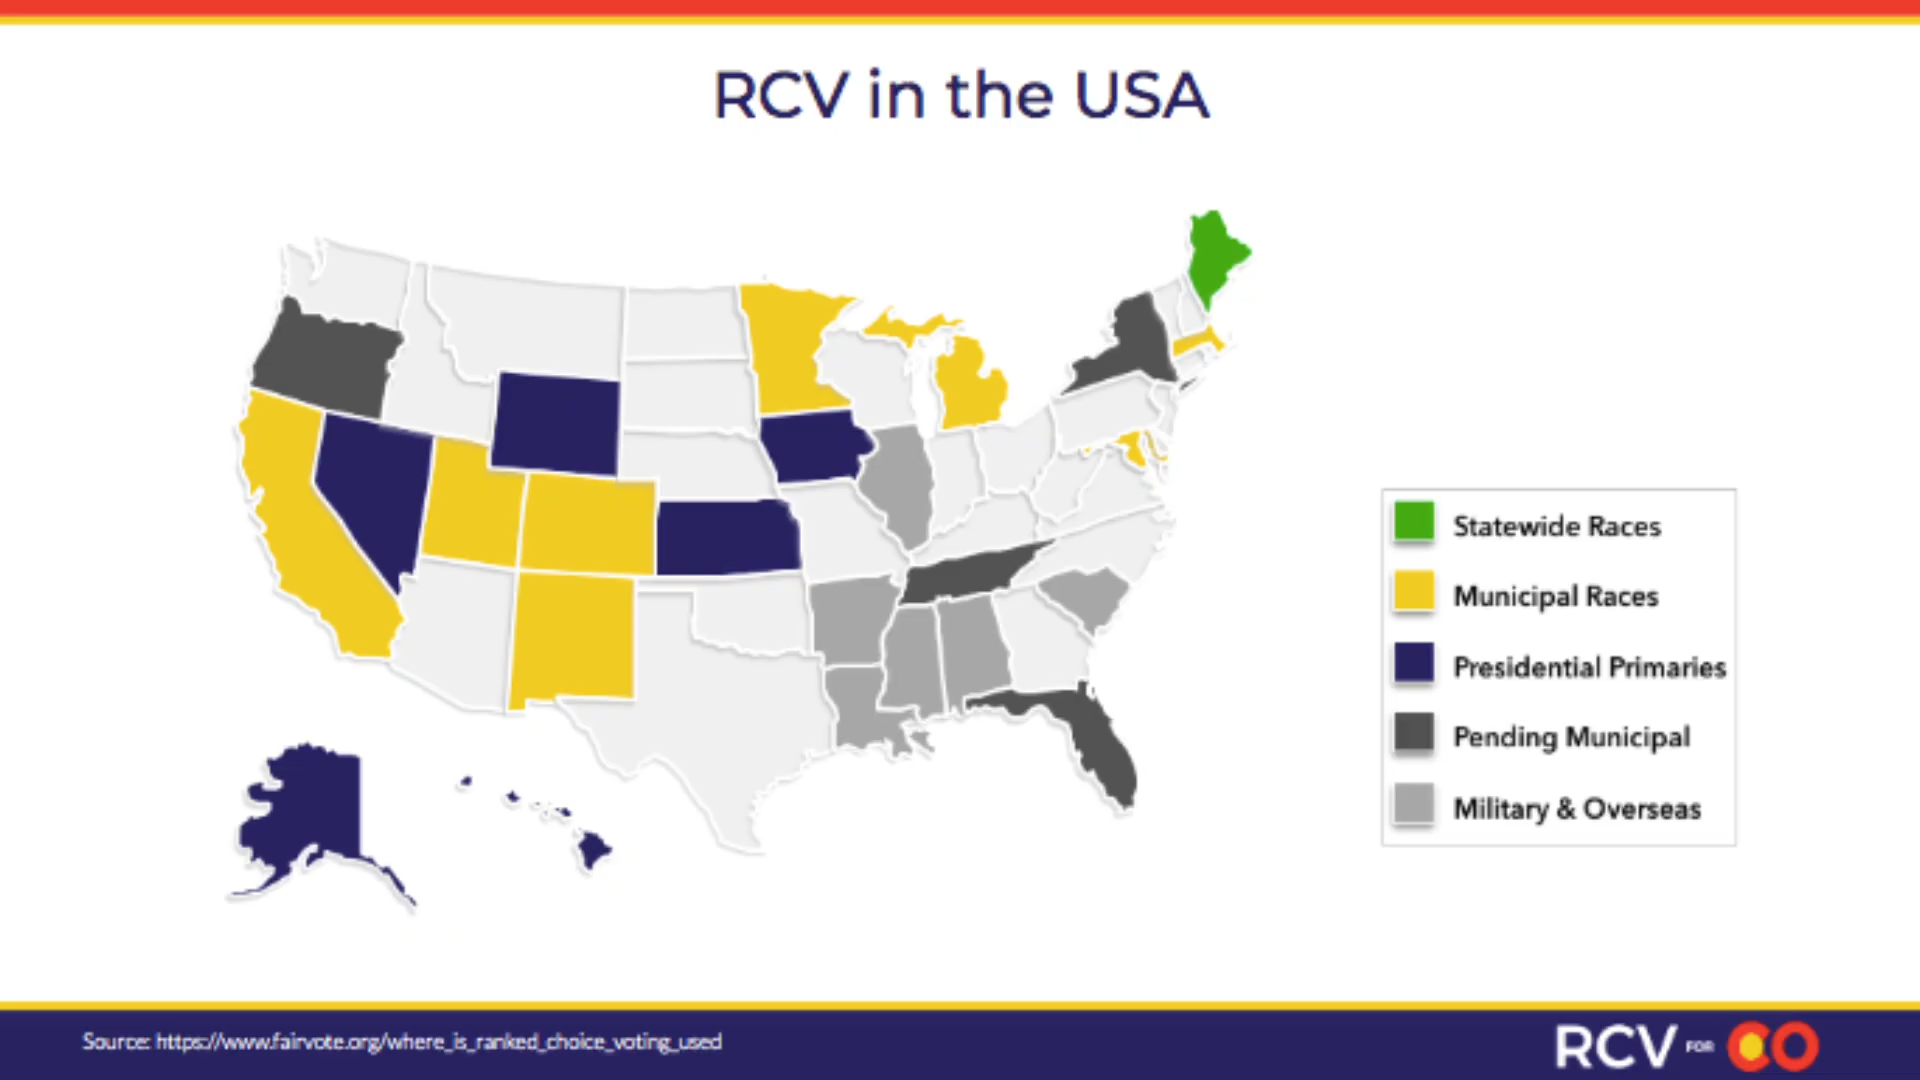 RCV in the USA
Statewide Races
Municipal Races
Presidential Primaries
Pending Municipal
Military & Overseas
Source: https://www.fairvote.org/where_is_ranked_choice_voting_used
RCV FOR CO